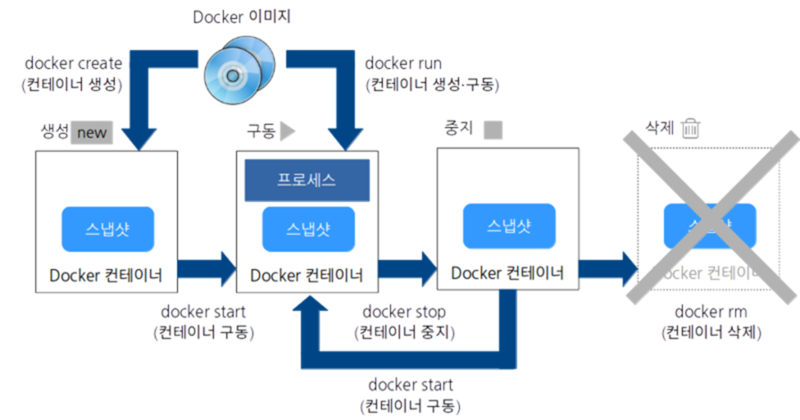 Docker 이미지
docker create
(컨테이너 생성)
docker run
(컨테이너 생성·구동)
생성 new
구동
중지
삭제
프로세스
스냅샷
스냅샷
스냅샷
스냅샷
Docker 컨테이너
Docker 컨테이너
Docker 컨테이너
Docker 컨테이너
docker start
(컨테이너 구동)
docker stop
(컨테이너 중지)
docker rm
(컨테이너 삭제)
docker start
(컨테이너 구동)